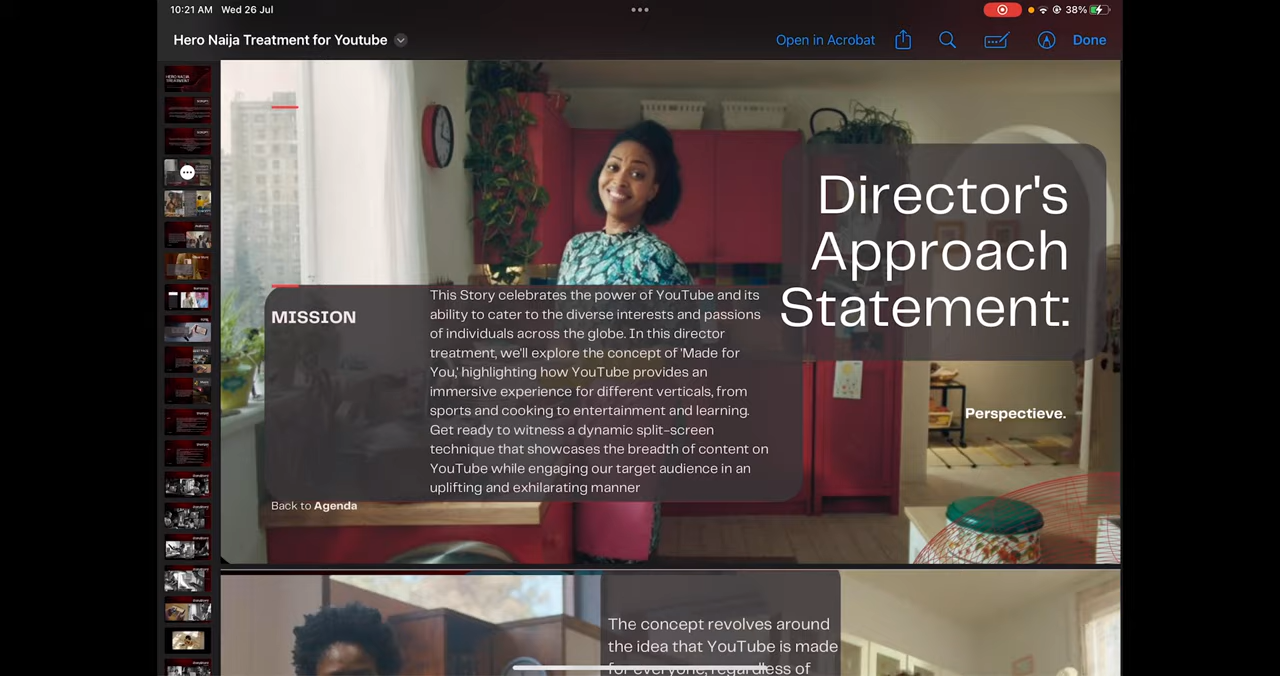 10:21 AM Wed 26 Jul
38%
Hero Naija Treatment for Youtube
Open in Acrobat
Done
Director's
Approach
Statement:
MISSION
This Story celebrates the power of YouTube and its
ability to cater to the diverse interests and passions
of individuals across the globe. In this director
treatment, we'll explore the concept of 'Made for
You,' highlighting how YouTube provides an
immersive experience for different verticals, from
sports and cooking to entertainment and learning.
Get ready to witness a dynamic split-screen
technique that showcases the breadth of content on
YouTube while engaging our target audience in an
uplifting and exhilarating manner
Perspectieve.
Back to Agenda
The concept revolves around
the idea that YouTube is made
for everyone, regardless of